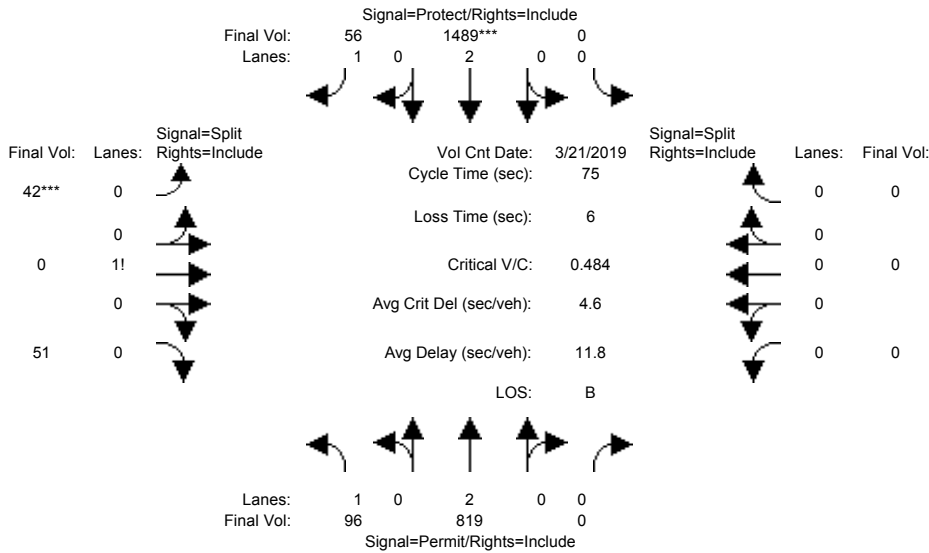 Signal=Protect/Rights=Include
Final Vol: 56 1489*** 0
Lanes: 1 0 2 0 0
Signal=Split Signal=Split
Final Vol: Lanes: Rights=Include Vol Cnt Date: 3/21/2019 Rights=Include Lanes: Final Vol:
Cycle Time (sec): 75
42*** 0 0 0
Loss Time (sec): 6
0 0
0 1! Critical V/C: 0.484 0 0
0 Avg Crit Del (sec/veh): 4.6 0
51 0 Avg Delay (sec/veh): 11.8 0 0
LOS: B
Lanes: 1 0 2 0 0
Final Vol: 96 819 0
Signal=Permit/Rights=Include